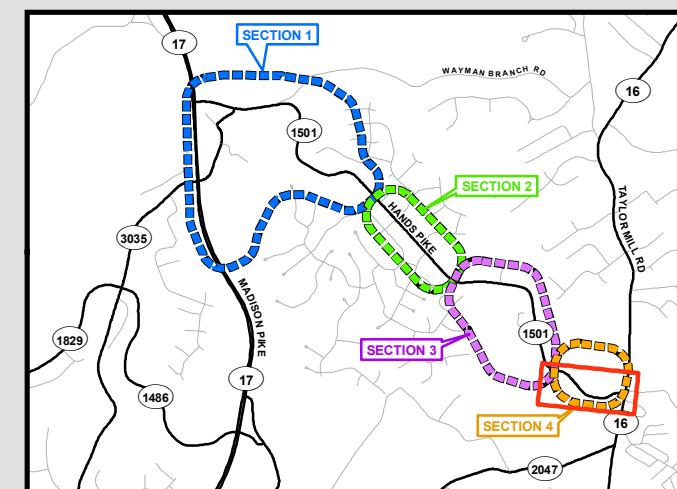 SECTION 1
17
WAYMAN BRANCH RD
16
1501
SECTION 2
TAYLOR MILL RD
HANDS PIKE
3035
MADISON PIKE
1829
1501
SECTION 3
17
1486
SECTION 4
16
2047